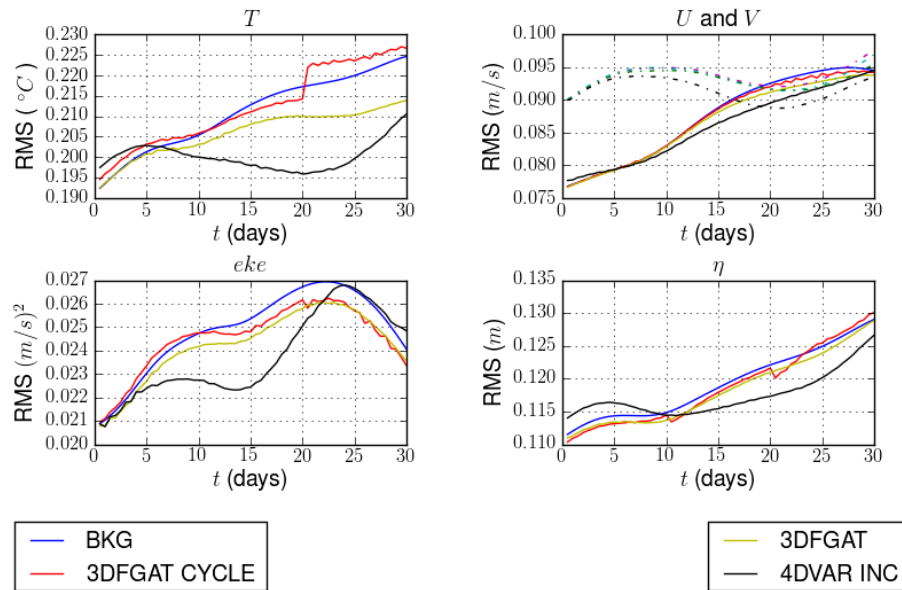 T
U and V
0.230
0.225
0.220
0.215
0.210
0.205
0.200
0.195
0.190
RMS ( °C)
0 5 10 15 20 25 30
t (days)
0.100
0.095
0.090
0.085
0.080
0.075
RMS (m/s)
0 5 10 15 20 25 30
t (days)
eke
η
0.027
0.026
0.025
0.024
0.023
0.022
0.021
0.020
RMS (m/s)²
0 5 10 15 20 25 30
t (days)
0.135
0.130
0.125
0.120
0.115
0.110
RMS (m)
0 5 10 15 20 25 30
t (days)
BKG
3DFGAT CYCLE
3DFGAT
4DVAR INC